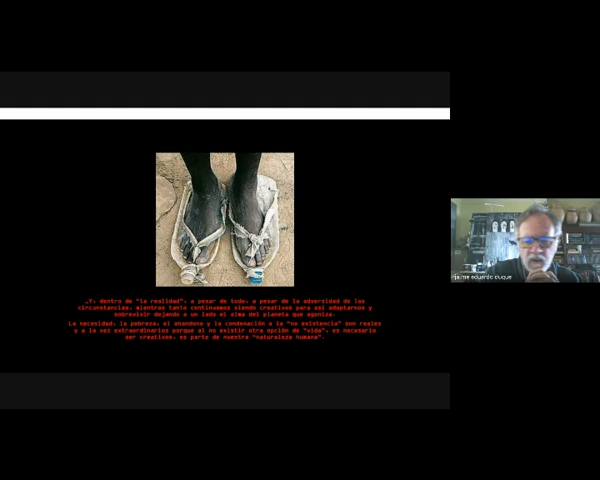 …Y, dentro de "la realidad", a pesar de todo, a pesar de la adversidad de las
circunstancias, mientras tanto continuamos siendo creativos para así adaptarnos y
sobrevivir dejando a un lado el alma del planeta que agoniza.
La necesidad, la pobreza, el abandono y la condenación a la "no existencia" son reales
y a la vez extraordinarios porque al no existir otra opción de "vida", es necesario
ser creativos, es parte de nuestra "naturaleza humana".
jaime eduardo duque